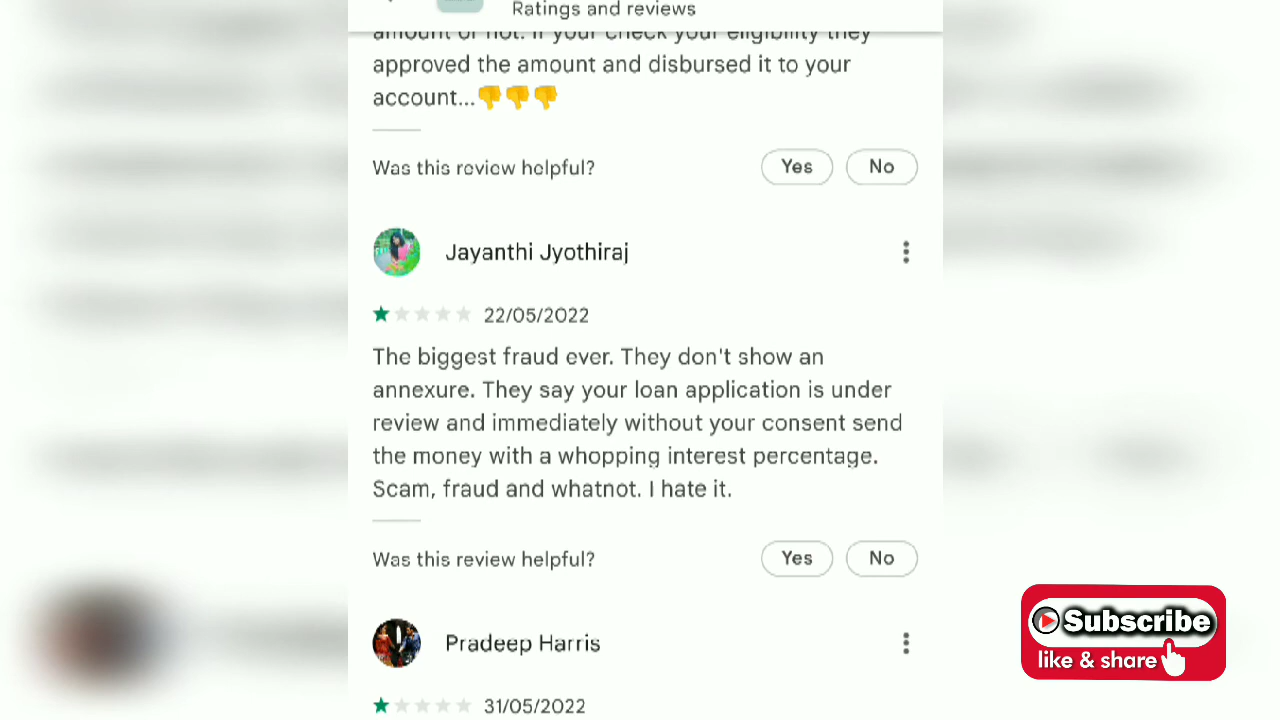 Ratings and reviews
amount or not. If your check your eligibility they
approved the amount and disbursed it to your
account...👎👎👎
Was this review helpful?
Yes
No
Jayanthi Jyothiraj
22/05/2022
The biggest fraud ever. They don't show an
annexure. They say your loan application is under
review and immediately without your consent send
the money with a whopping interest percentage.
Scam, fraud and whatnot. I hate it.
Was this review helpful?
Yes
No
Pradeep Harris
31/05/2022
Subscribe
like & share